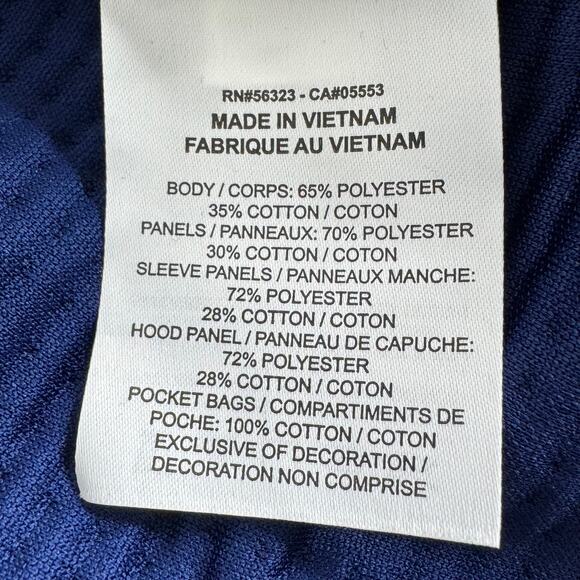 RN#56323 - CA#05553
MADE IN VIETNAM
FABRIQUE AU VIETNAM
BODY / CORPS: 65% POLYESTER
35% COTTON / COTON
PANELS / PANNEAUX: 70% POLYESTER
30% COTTON / COTON
SLEEVE PANELS / PANNEAUX MANCHE:
72% POLYESTER
28% COTTON / COTON
HOOD PANEL / PANNEAU DE CAPUCHE:
72% POLYESTER
28% COTTON / COTON
POCKET BAGS / COMPARTIMENTS DE
POCHE: 100% COTTON / COTON
EXCLUSIVE OF DECORATION /
DECORATION NON COMPRISE